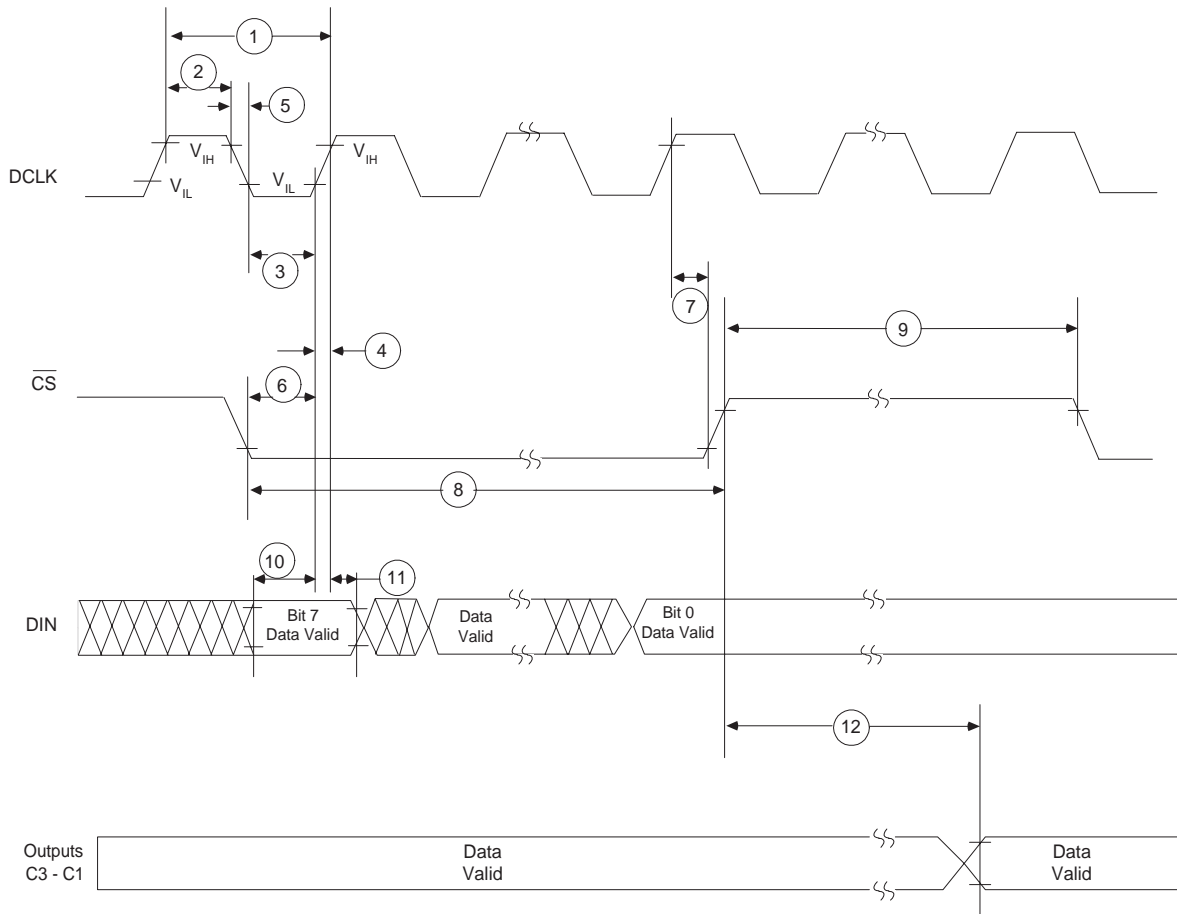 1
2
5
V_IH
V_IH
DCLK
V_IL
V_IL
3
7
9
4
CS
6
8
10
11
DIN
Bit 7
Data Valid
Data
Valid
Bit 0
Data Valid
12
Outputs
C3 - C1
Data
Valid
Data
Valid